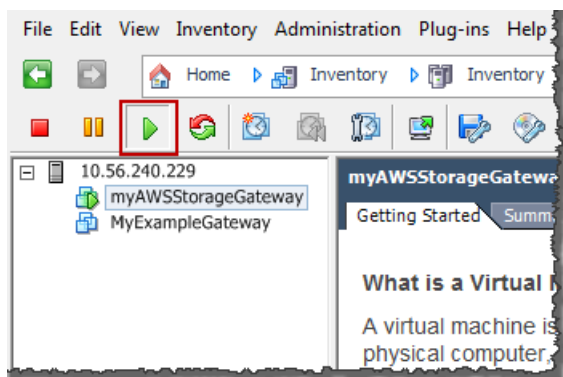 File Edit View Inventory Administration Plug-ins Help
Home Inventory Inventory
10.56.240.229
myAWSStorageGateway
MyExampleGateway
myAWSStorageGatewa
Getting Started Summ
What is a Virtual
A virtual machine is
physical computer,